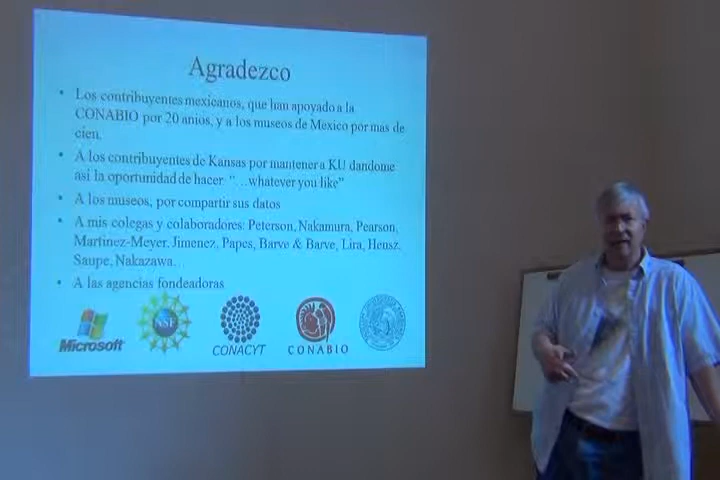 Agradezco
• Los contribuyentes mexicanos, que han apoyado a la
CONABIO por 20 anios, y a los museos de Mexico por mas de
cien.
• A los contribuyentes de Kansas por mantener a KU dandome
asi la oportunidad de hacer "…whatever you like"
• A los museos, por compartir sus datos
• A mis colegas y colaboradores: Peterson, Nakamura, Pearson,
Martinez-Meyer, Jimenez, Papes, Barve & Barve, Lira, Heusz,
Saupe, Nakazawa…
• A las agencias fondeadoras
Microsoft
NSF
CONACYT
CONABIO